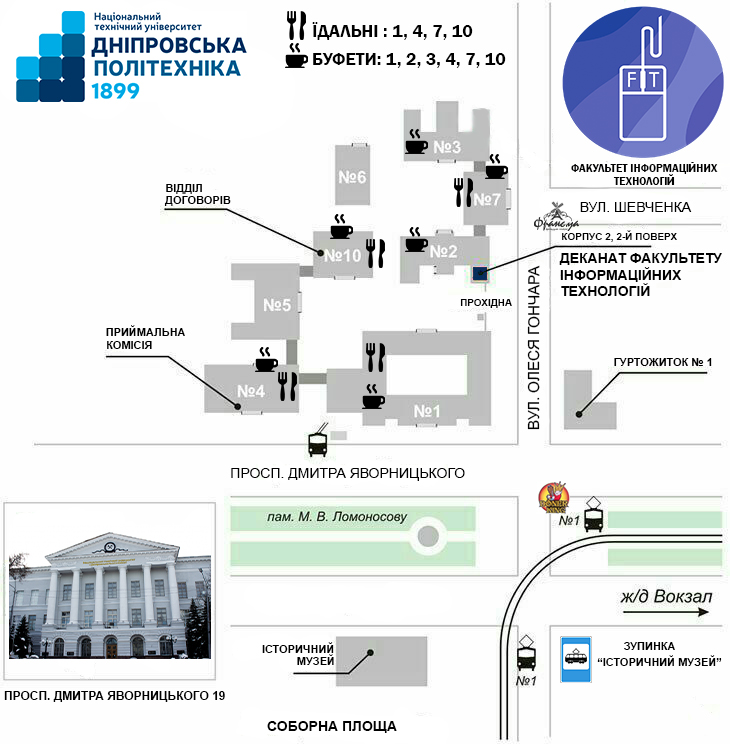 Національний
технічний університет
ДНІПРОВСЬКА
ПОЛІТЕХНІКА
1899
ЇДАЛЬНІ : 1, 4, 7, 10
БУФЕТИ: 1, 2, 3, 4, 7, 10
F I T
ФАКУЛЬТЕТ ІНФОРМАЦІЙНИХ
ТЕХНОЛОГІЙ
№3
№6
№7
ВІДДІЛ
ДОГОВОРІВ
ВУЛ. ШЕВЧЕНКА
Франсуа
КОРПУС 2, 2-Й ПОВЕРХ
ДЕКАНАТ ФАКУЛЬТЕТУ
ІНФОРМАЦІЙНИХ
ТЕХНОЛОГІЙ
№10
№2
ПРОХІДНА
№5
ВУЛ. ОЛЕСЯ ГОНЧАРА
ПРИЙМАЛЬНА
КОМІСІЯ
№4
№1
ГУРТОЖИТОК № 1
ПРОСП. ДМИТРА ЯВОРНИЦЬКОГО
пам. М. В. Ломоносову
DONER
KING
№1
ж/д Вокзал
ІСТОРИЧНИЙ
МУЗЕЙ
№1
ЗУПИНКА
“ІСТОРИЧНИЙ МУЗЕЙ”
ПРОСП. ДМИТРА ЯВОРНИЦЬКОГО 19
СОБОРНА ПЛОЩА